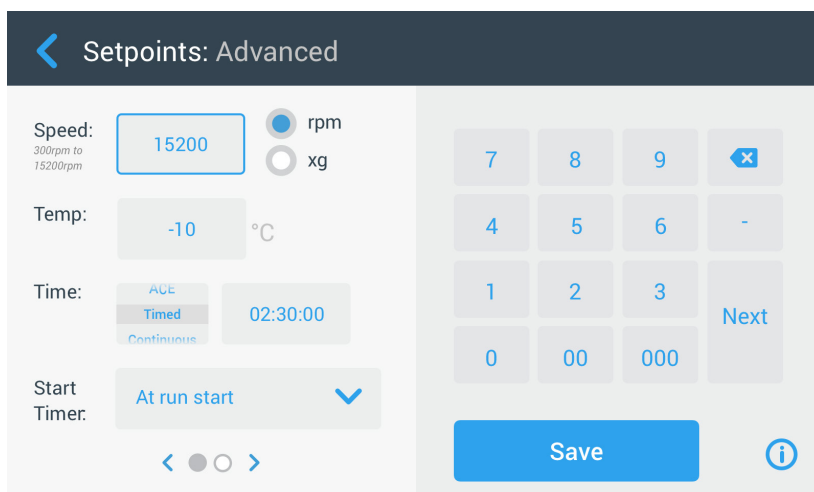 Setpoints: Advanced
Speed:
300rpm to
15200rpm
15200
rpm
xg
Temp:
-10
°C
Time:
ACE
Timed
Continuous
02:30:00
Start
Timer:
At run start
7 8 9
4 5 6 -
1 2 3
Next
0 00 000
Save